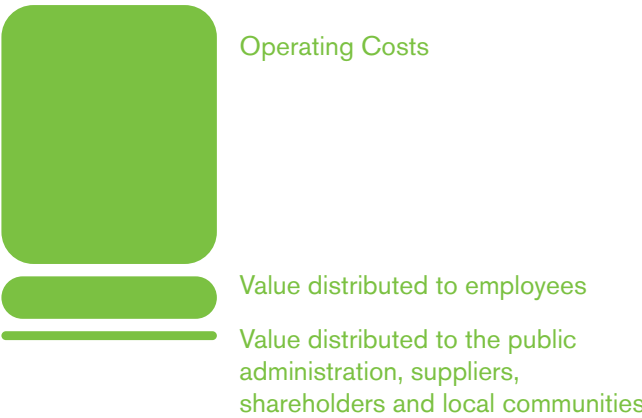 Operating Costs
Value distributed to employees
Value distributed to the public
administration, suppliers,
shareholders and local communities